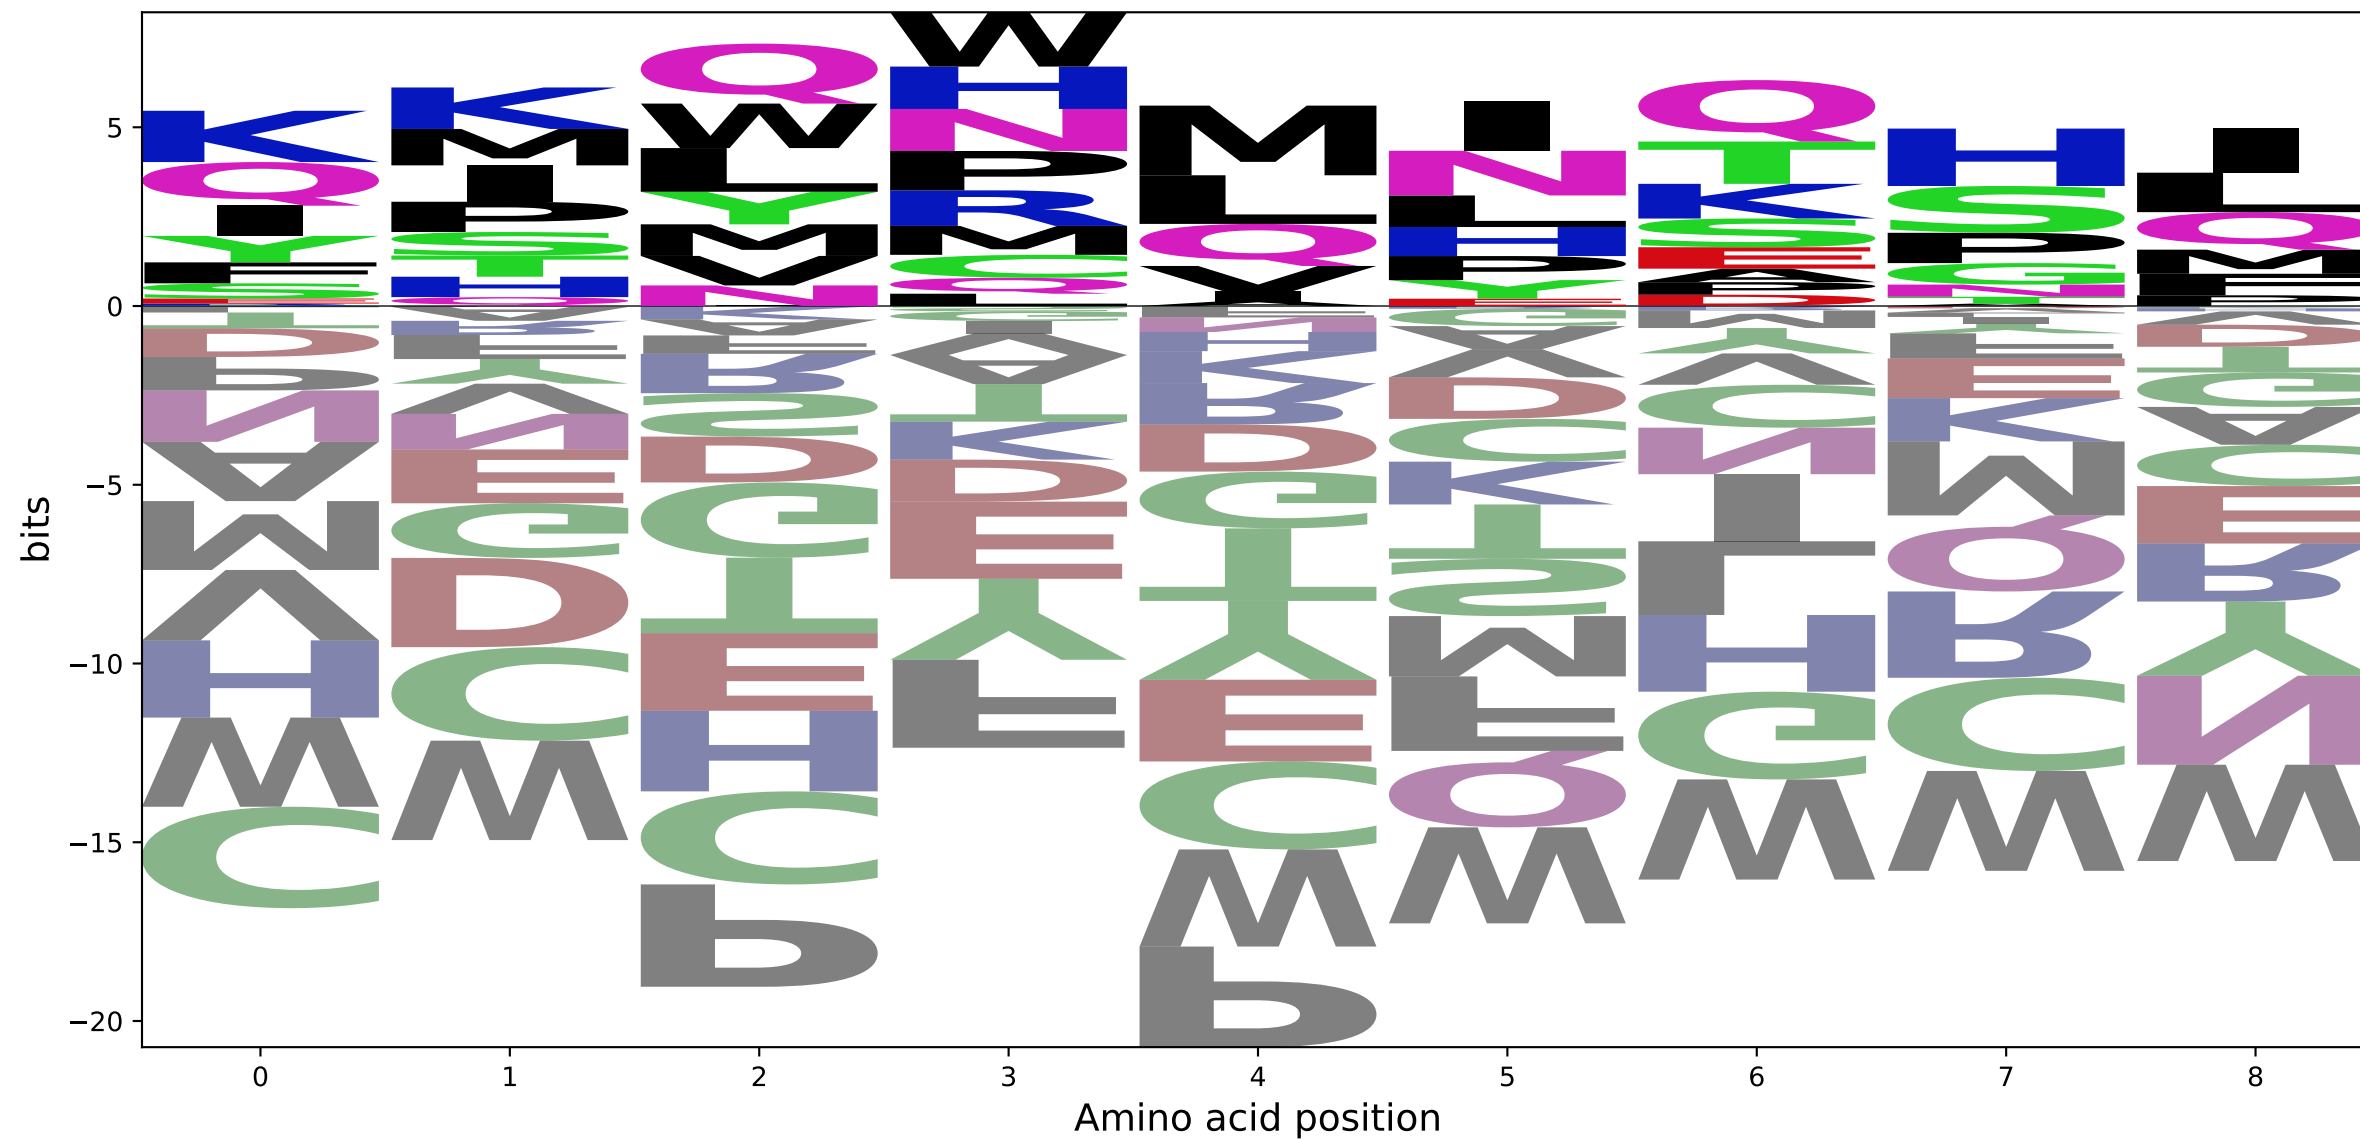 bits
5
0
−5
−10
−15
−20
K Q I Y F S T D P N A M V H W C
K M I P S T H Q A R F Y V N E G D C W
Q W L Y M V N K A F R S D G T E H C P
W H N P R M C Q L G I A T K D E Y F
M L Q V I F N H K R D G T Y E C W P
I N L H P Y E G A V D C K T S M F Q W
Q T K S E A P D M Y V C N I L H G W
H S P G N T I Y F E K M Q R C W
I L Q M F P V D T G A C E R Y N W
0 1 2 3 4 5 6 7 8
Amino acid position